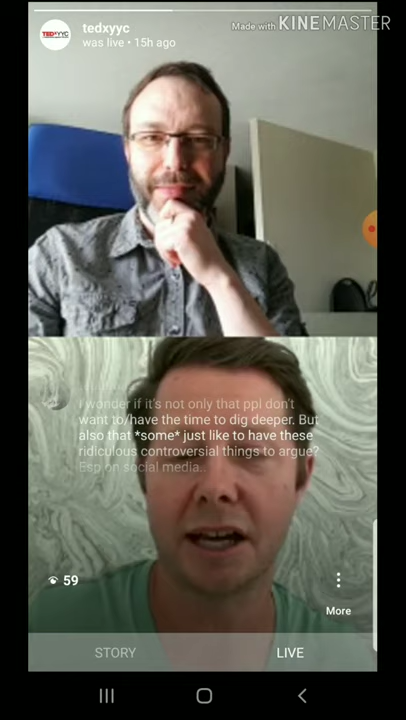 Made with KINEMASTER
TEDxYYC
tedxyyc
was live • 15h ago
I wonder if it's not only that ppl don't
want to/have the time to dig deeper. But
also that *some* just like to have these
ridiculous controversial things to argue?
Esp on social media..
59
More
STORY LIVE